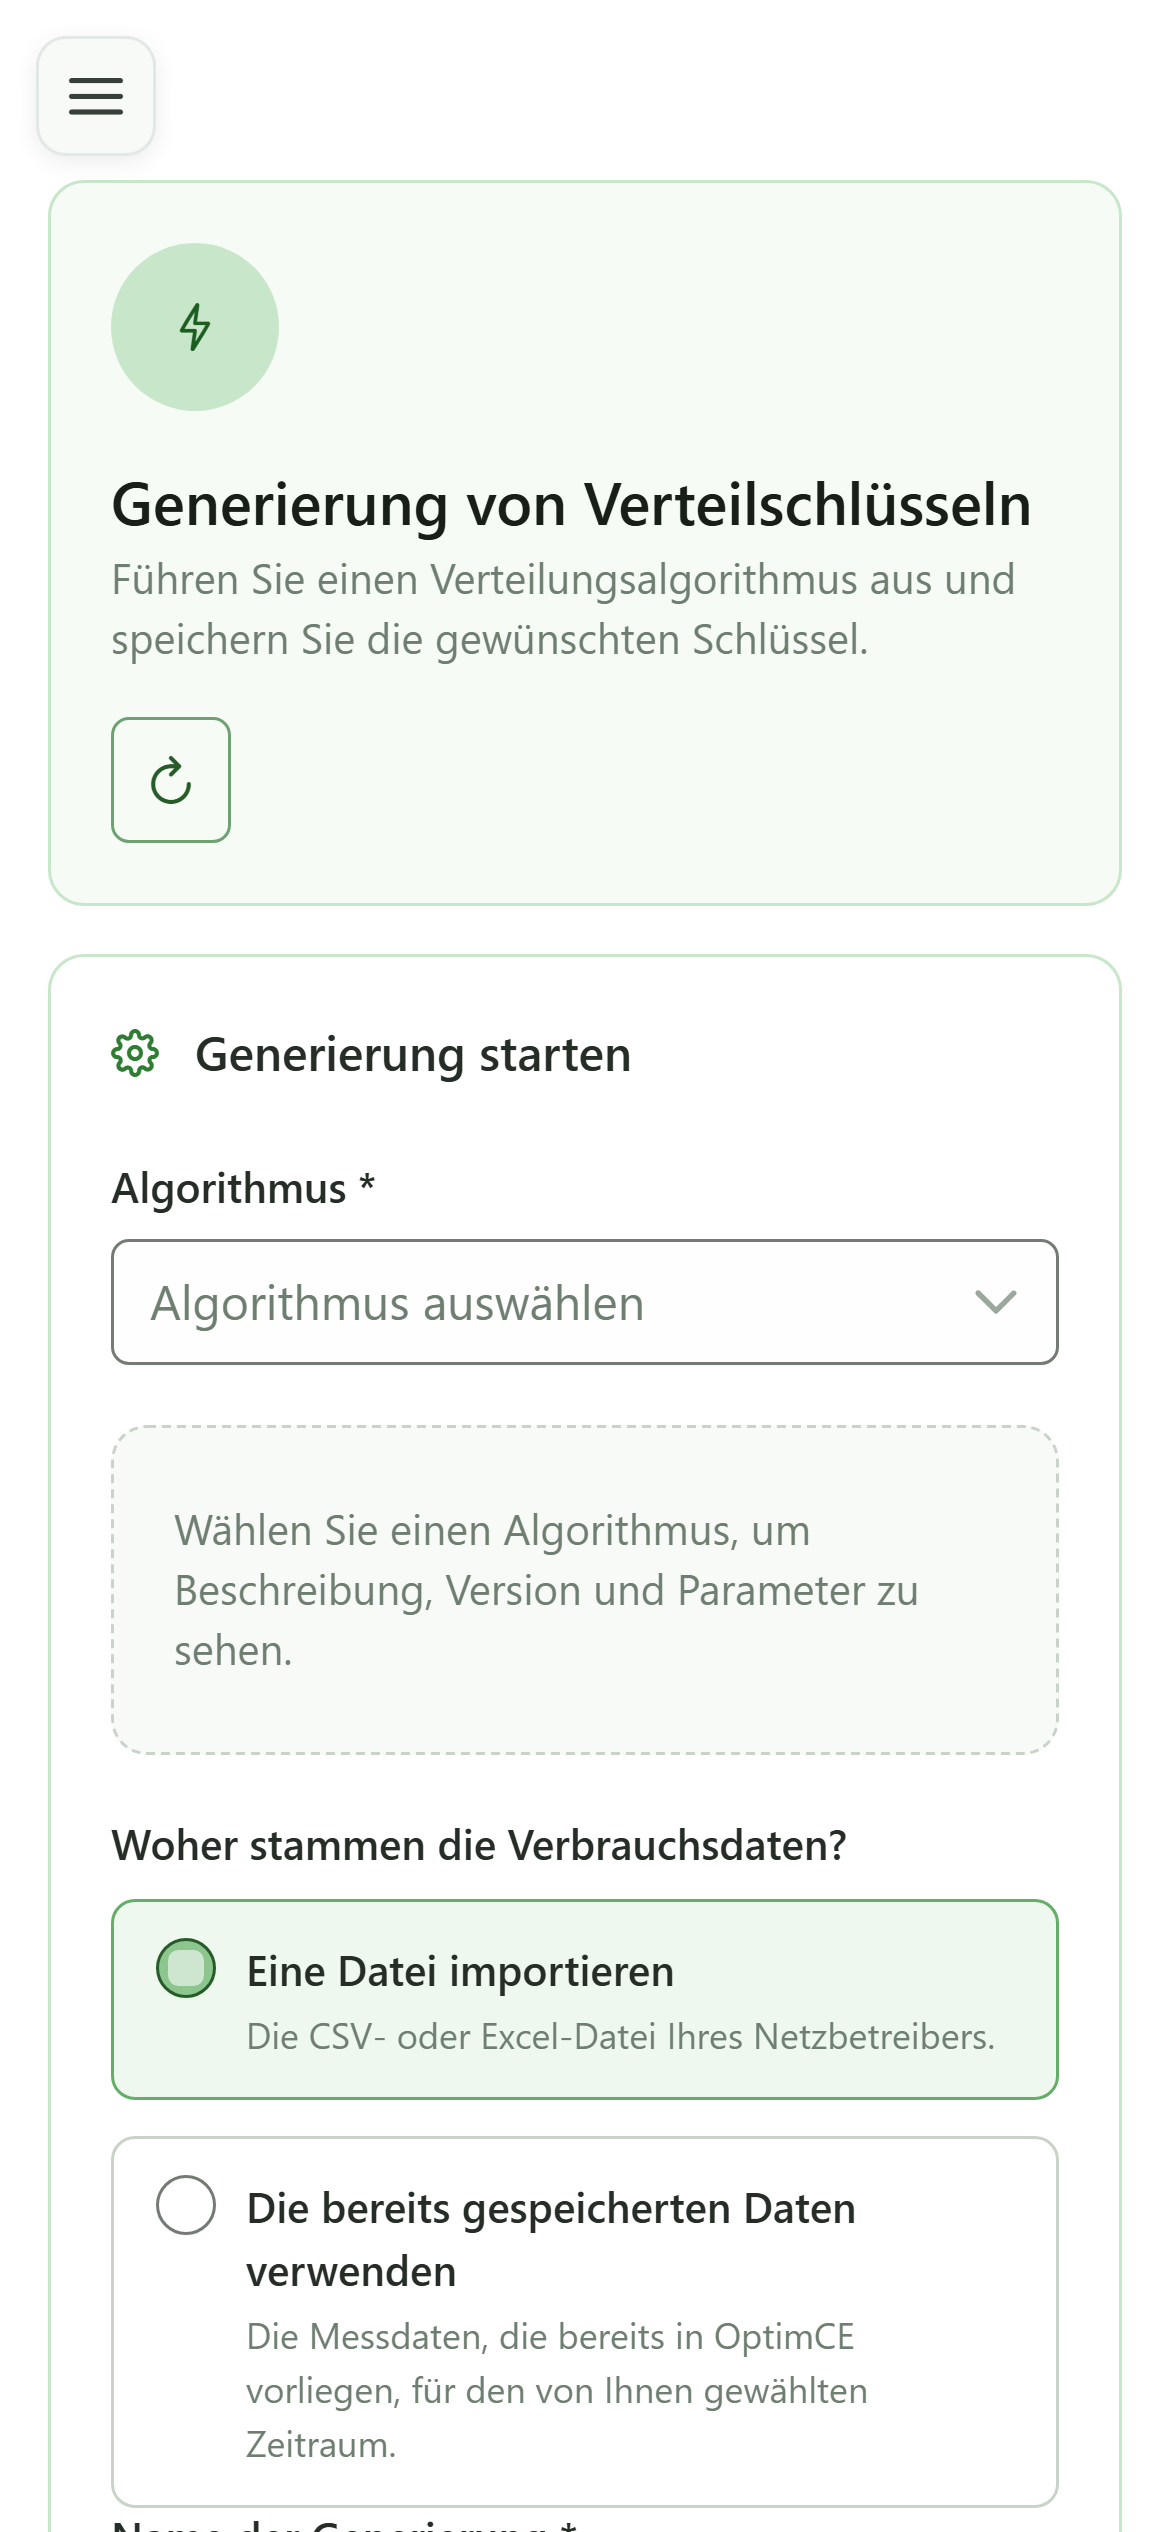 Generierung von Verteilschlüsseln
Führen Sie einen Verteilungsalgorithmus aus und
speichern Sie die gewünschten Schlüssel.
Generierung starten
Algorithmus *
Algorithmus auswählen
Wählen Sie einen Algorithmus, um
Beschreibung, Version und Parameter zu
sehen.
Woher stammen die Verbrauchsdaten?
Eine Datei importieren
Die CSV- oder Excel-Datei Ihres Netzbetreibers.
Die bereits gespeicherten Daten
verwenden
Die Messdaten, die bereits in OptimCE
vorliegen, für den von Ihnen gewählten
Zeitraum.
Name der Generierung *